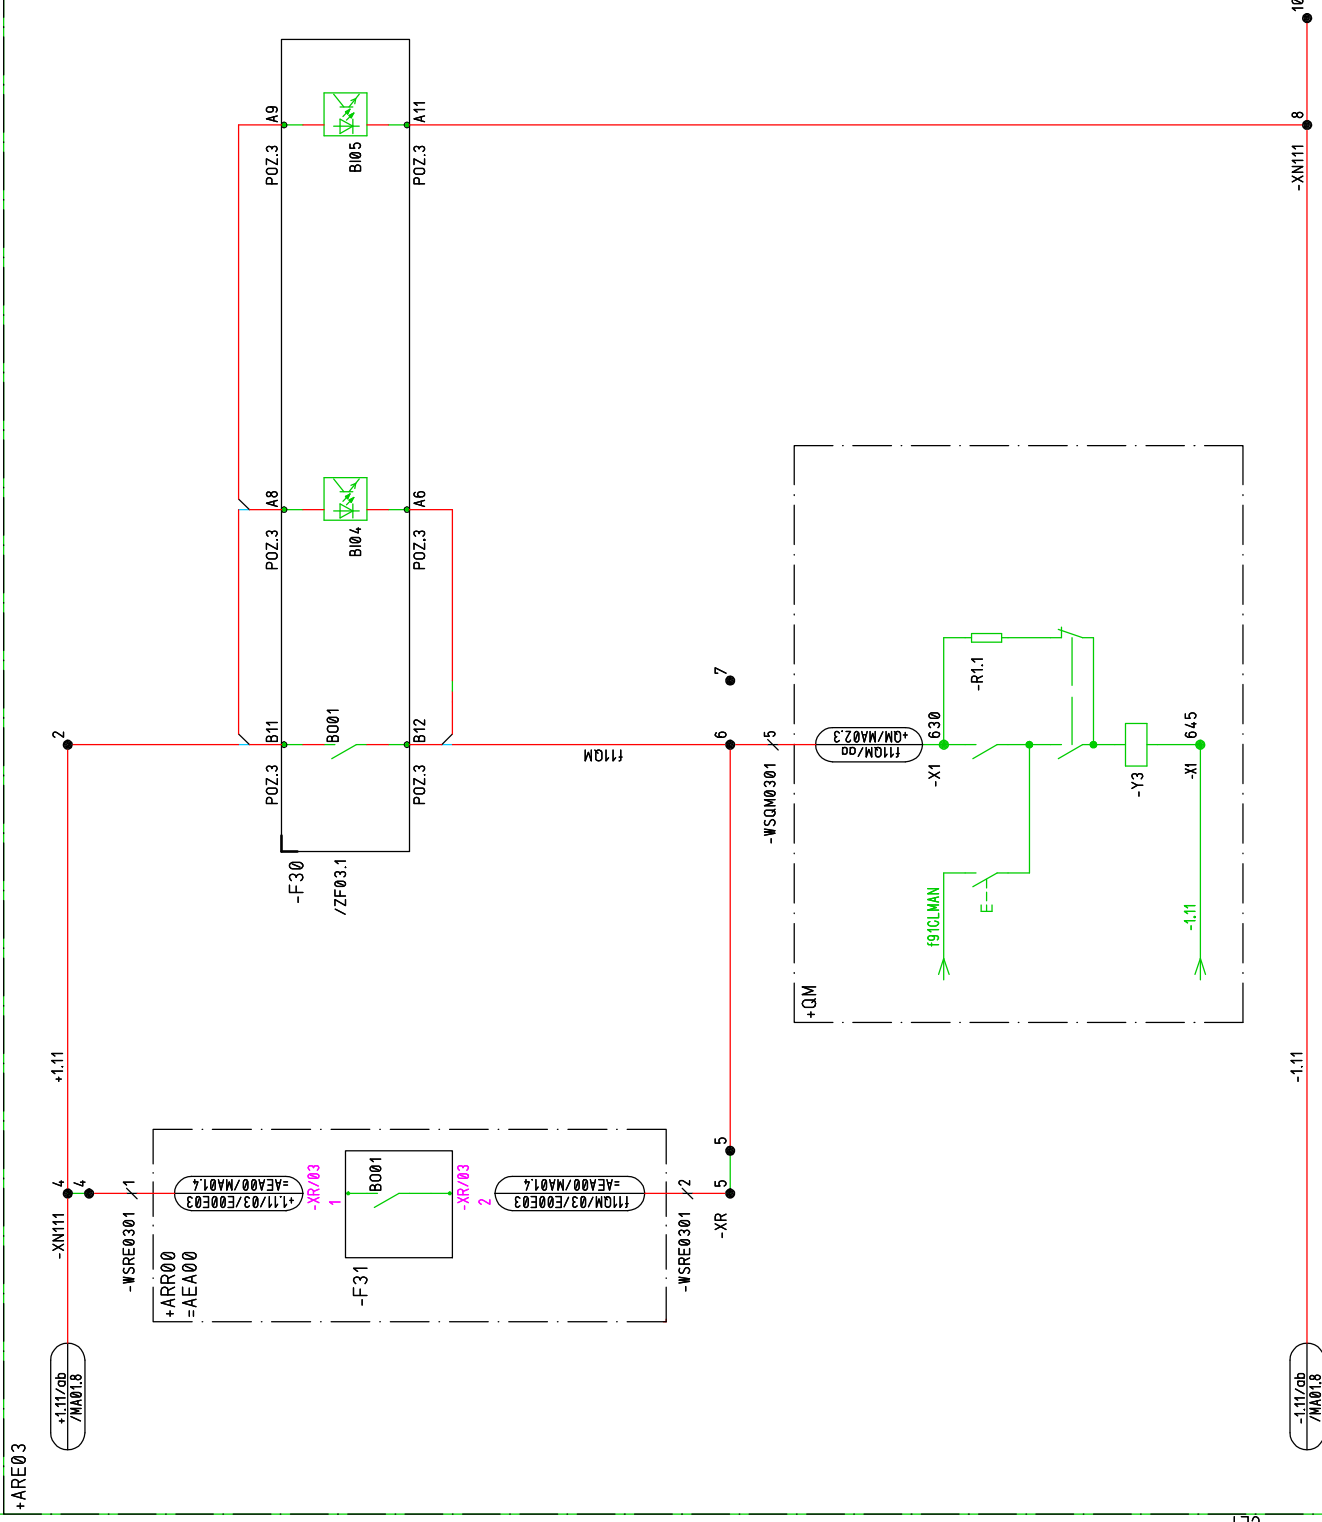 +ARE03
+1.11/ab
/MA01.8
-XN111
4
4
+1.11
2
-WSRE0301
1
+ARR00
=AEA00
+1.11/03/E00E03
=AEA00/MA01.4
-XR/03
1
BO01
-F31
-XR/03
2
f11QM/03/E00E03
=AEA00/MA01.4
-WSRE0301
2
-XR
5
5
-F30
/ZF03.1
POZ.3
B11
BO01
POZ.3
B12
POZ.3
A8
BI04
POZ.3
A6
POZ.3
A9
BI05
POZ.3
A11
f11QM
6
7
-WSQM0301
5
+QM
f11QM/aa
+QM/MA02.3
-X1
630
-R1.1
f91CLMAN
E
-Y3
-X1
645
-1.11
-1.11/ab
/MA01.8
-1.11
-XN111
8
10